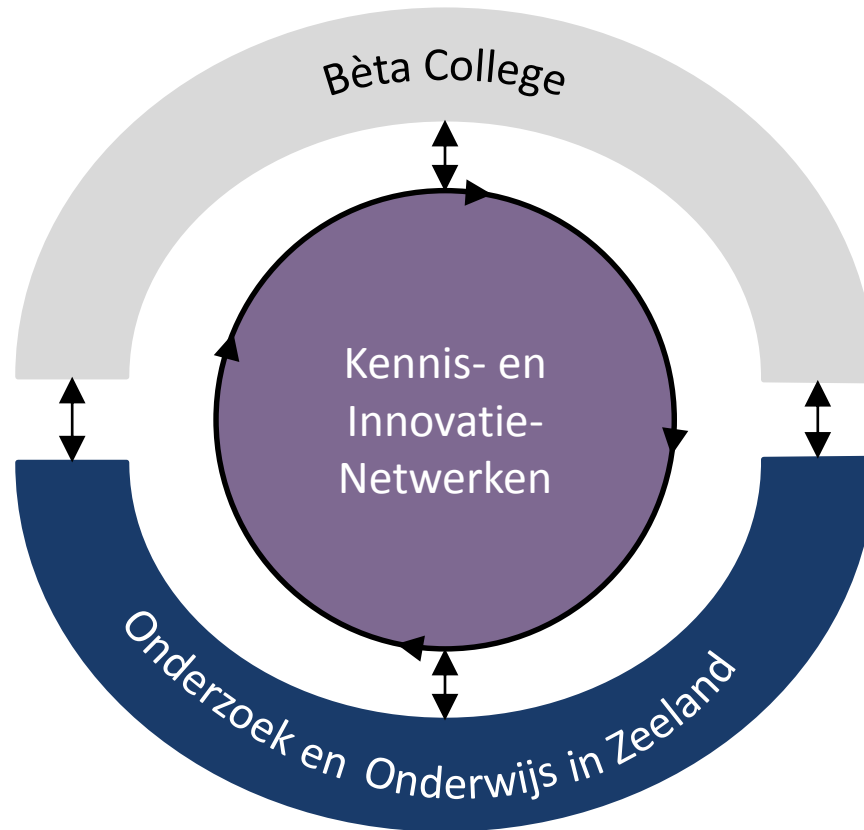 Bèta College
Kennis- en
Innovatie-
Netwerken
Onderzoek en Onderwijs in Zeeland